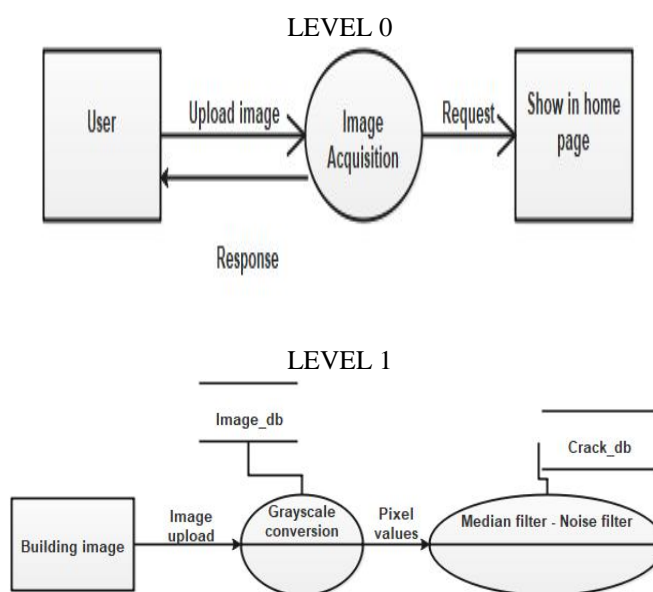 LEVEL 0
User
Upload image
Image
Acquisition
Request
Show in home
page
Response
LEVEL 1
Image_db
Crack_db
Building image
Image
upload
Grayscale
conversion
Pixel
values
Median filter - Noise filter